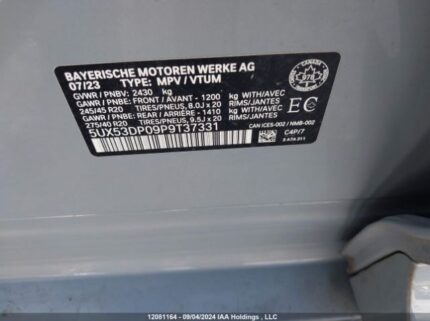 BAYERISCHE MOTOREN WERKE AG
07/23 TYPE: MPV / VTUM
GVWR / PNBV: 2430 kg
GAWR / PNBE: FRONT / AVANT - 1200 kg WITH/AVEC
245/45 R20 TIRES/PNEUS, 8.0J x 20 RIMS/JANTES
GAWR / PNBE: REAR / ARRIÈRE - 1410 kg WITH/AVEC
275/40 R20 TIRES/PNEUS, 9.5J x 20 RIMS/JANTES
5UX53DP09P9T37331
CANADA
EC
CAN ICES-002 / NMB-002
C4P/7
12081164 - 09/04/2024 IAA Holdings , LLC